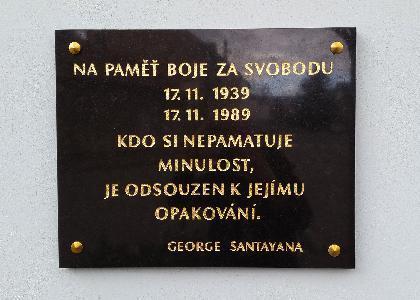 NA PAMĚŤ BOJE ZA SVOBODU
17. 11. 1939
17. 11. 1989
KDO SI NEPAMATUJE
MINULOST,
JE ODSOUZEN K JEJÍMU
OPAKOVÁNÍ.
GEORGE SANTAYANA